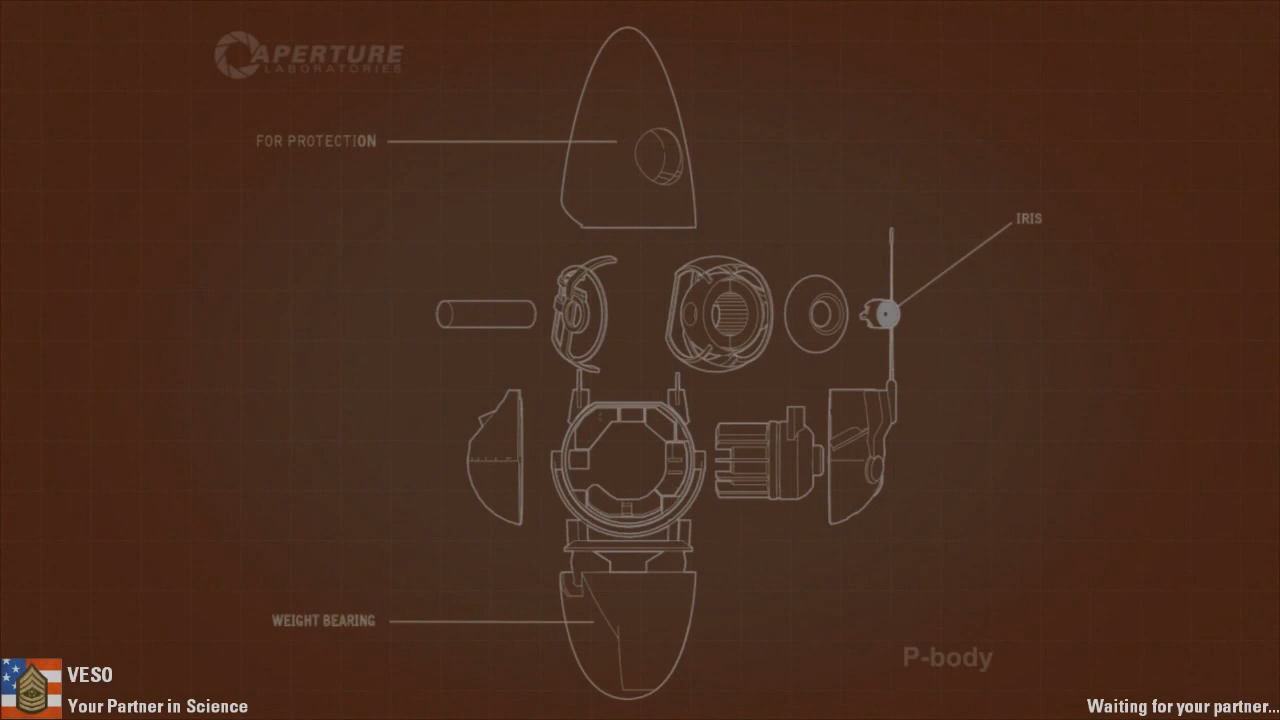 APERTURE
LABORATORIES
FOR PROTECTION
IRIS
WEIGHT BEARING
P-body
VESO
Your Partner in Science
Waiting for your partner...